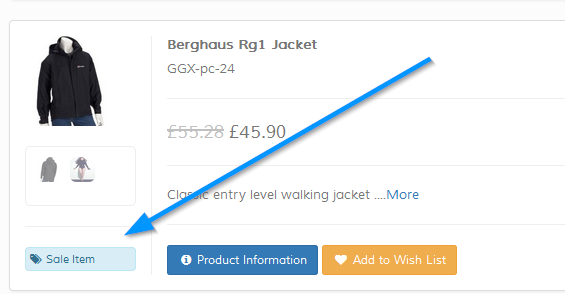 Berghaus Rg1 Jacket
GGX-pc-24
£55.28 £45.90
Classic entry level walking jacket ....More
Sale Item
Product Information
Add to Wish List